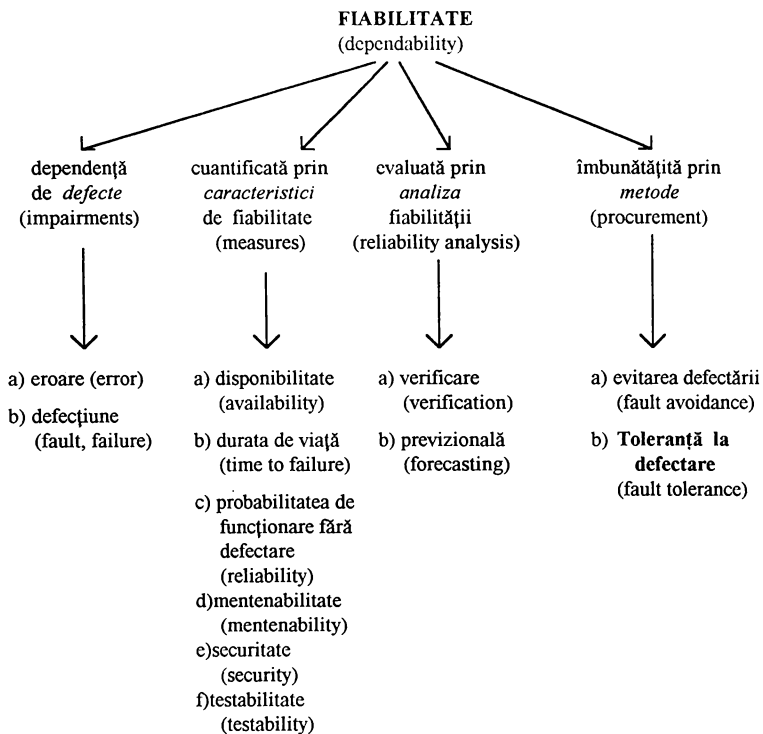 FIABILITATE
(dependability)
dependență
de defecte
(impairments)
cuantificată prin
caracteristici
de fiabilitate
(measures)
evaluată prin
analiza
fiabilității
(reliability analysis)
îmbunătățită prin
metode
(procurement)
a) eroare (error)
b) defecțiune
(fault, failure)
a) disponibilitate
(availability)
b) durata de viață
(time to failure)
c) probabilitatea de
funcționare fără
defectare
(reliability)
d)mentenabilitate
(mentenability)
e)securitate
(security)
f)testabilitate
(testability)
a) verificare
(verification)
b) previzională
(forecasting)
a) evitarea defectării
(fault avoidance)
b) Toleranță la
defectare
(fault tolerance)